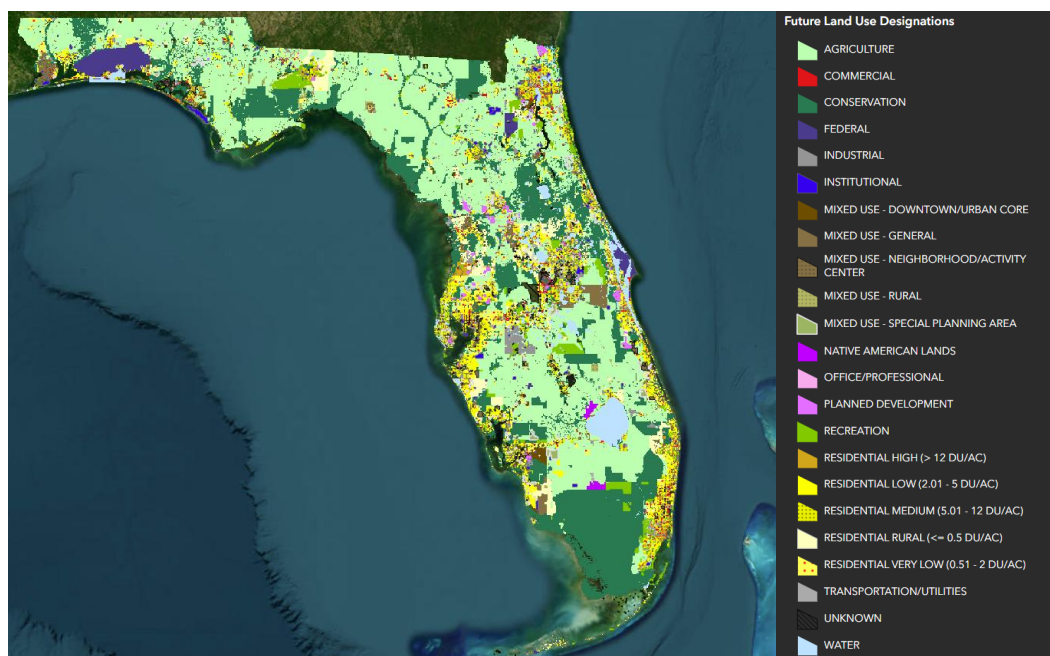 Future Land Use Designations
AGRICULTURE
COMMERCIAL
CONSERVATION
FEDERAL
INDUSTRIAL
INSTITUTIONAL
MIXED USE - DOWNTOWN/URBAN CORE
MIXED USE - GENERAL
MIXED USE - NEIGHBORHOOD/ACTIVITY
CENTER
MIXED USE - RURAL
MIXED USE - SPECIAL PLANNING AREA
NATIVE AMERICAN LANDS
OFFICE/PROFESSIONAL
PLANNED DEVELOPMENT
RECREATION
RESIDENTIAL HIGH (> 12 DU/AC)
RESIDENTIAL LOW (2.01 - 5 DU/AC)
RESIDENTIAL MEDIUM (5.01 - 12 DU/AC)
RESIDENTIAL RURAL (<= 0.5 DU/AC)
RESIDENTIAL VERY LOW (0.51 - 2 DU/AC)
TRANSPORTATION/UTILITIES
UNKNOWN
WATER